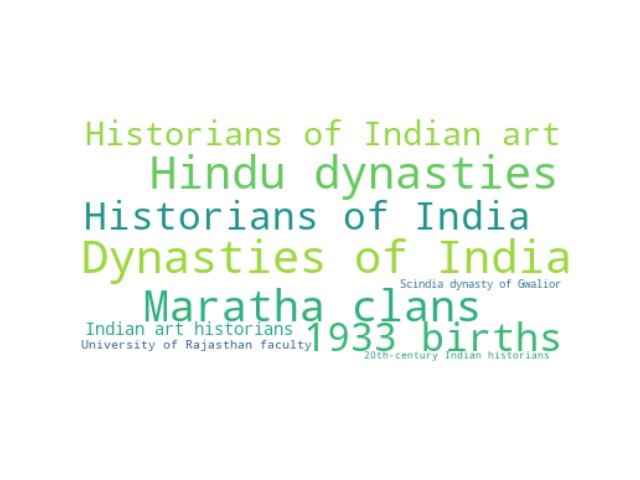 Historians of Indian art
Hindu dynasties
Historians of India
Dynasties of India
Scindia dynasty of Gwalior
Maratha clans
Indian art historians
1933 births
University of Rajasthan faculty
20th-century Indian historians